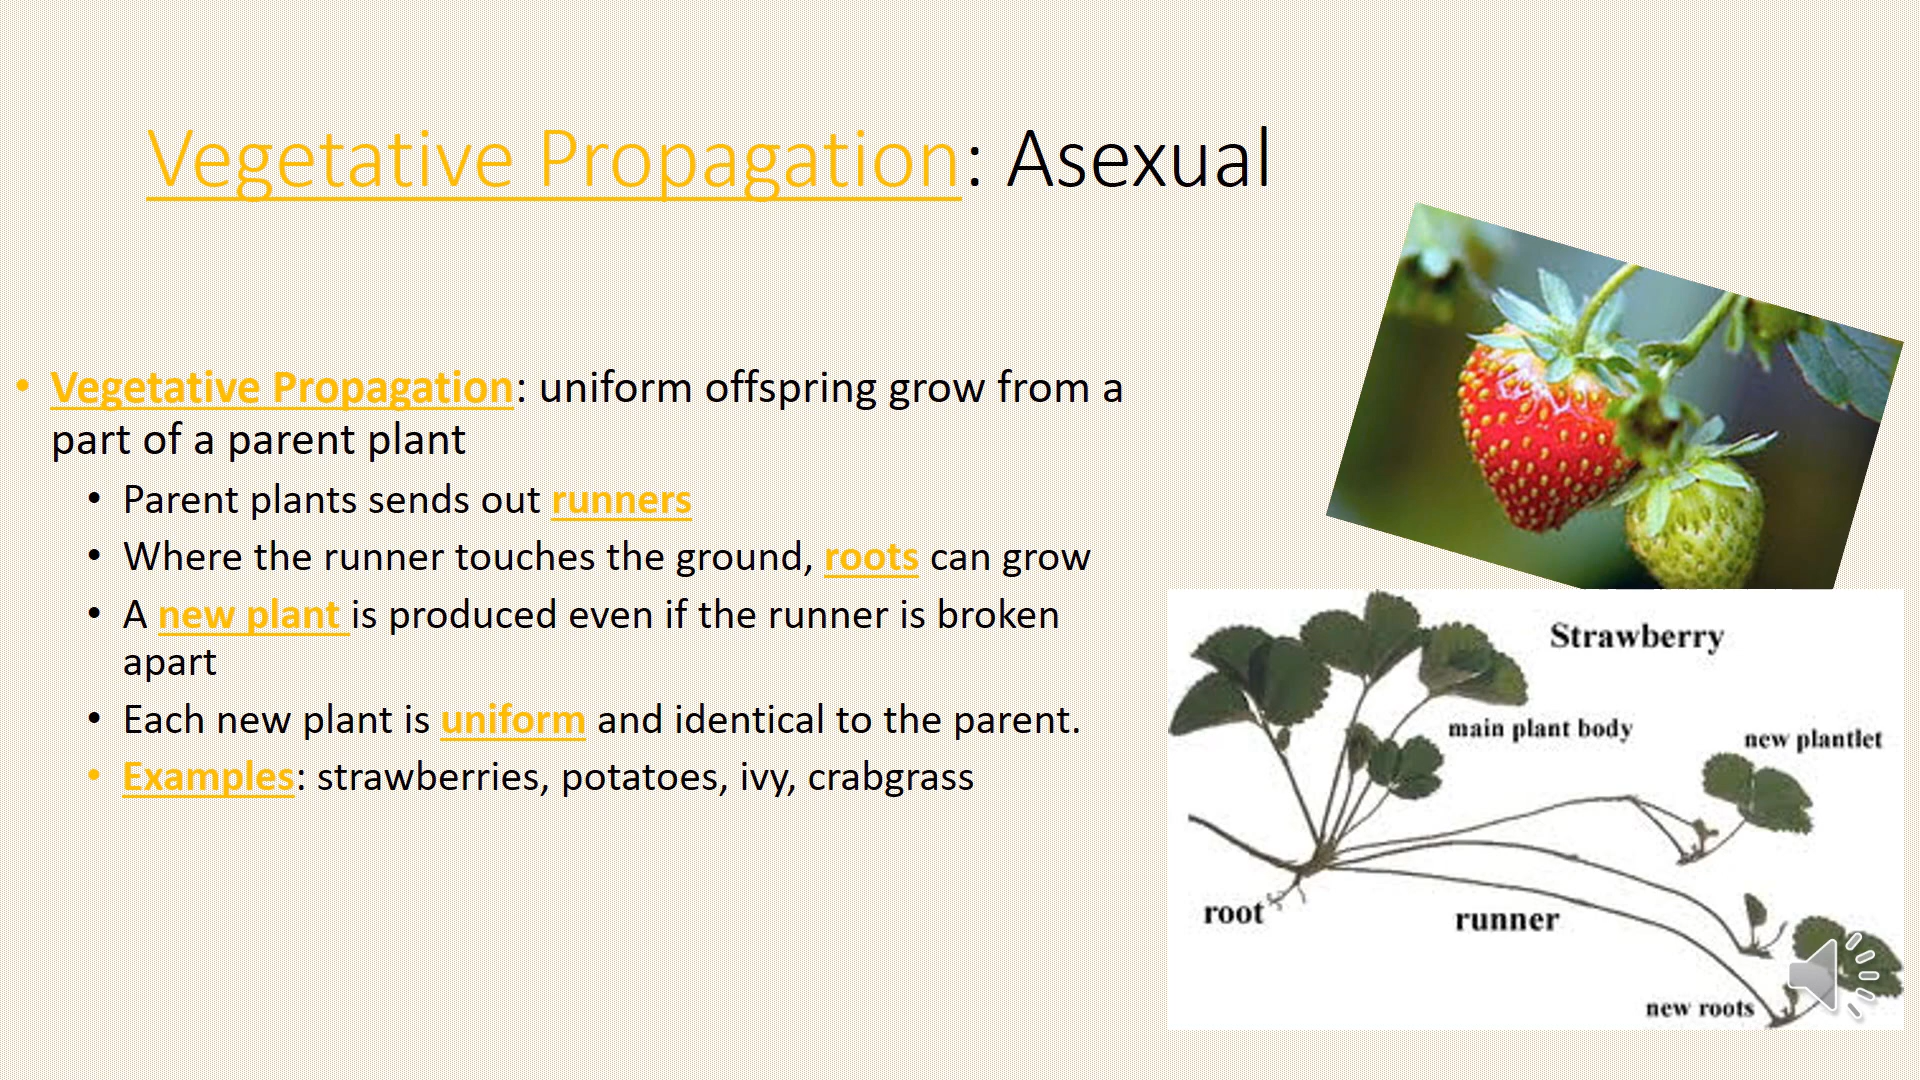 Vegetative Propagation: Asexual
• Vegetative Propagation: uniform offspring grow from a
part of a parent plant
• Parent plants sends out runners
• Where the runner touches the ground, roots can grow
• A new plant is produced even if the runner is broken
apart
• Each new plant is uniform and identical to the parent.
• Examples: strawberries, potatoes, ivy, crabgrass
Strawberry
main plant body
new plantlet
root
runner
new roots